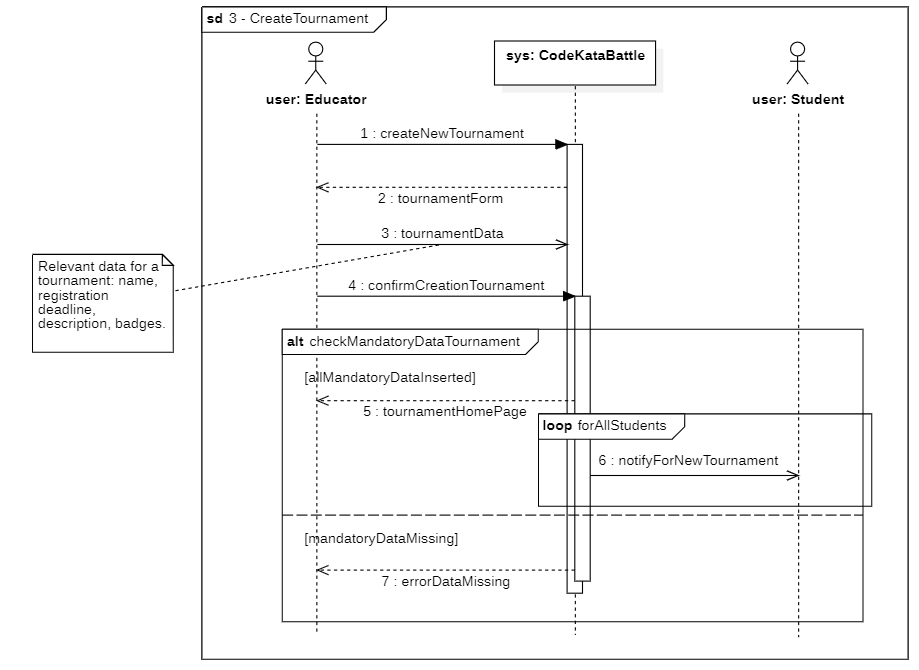 sd 3 - CreateTournament
sys: CodeKataBattle
user: Educator
user: Student
1 : createNewTournament
2 : tournamentForm
3 : tournamentData
Relevant data for a
tournament: name,
registration
deadline,
description, badges.
4 : confirmCreationTournament
alt checkMandatoryDataTournament
[allMandatoryDataInserted]
5 : tournamentHomePage
loop forAllStudents
6 : notifyForNewTournament
[mandatoryDataMissing]
7 : errorDataMissing